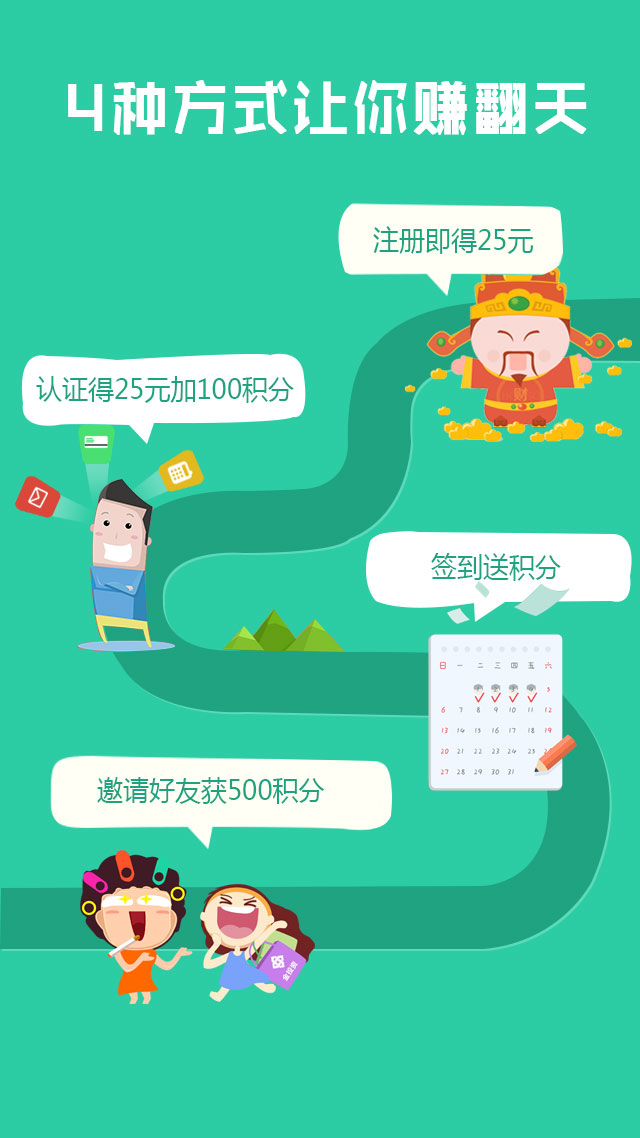 4种方式让你赚翻天
注册即得25元
财
认证得25元加100积分
签到送积分
日 一 二 三 四 五 六
5
6 7 8 9 10 11 12
13 14 15 16 17 18 19
20 21 22 23 24 25
27 28 29 30 31
邀请好友获500积分